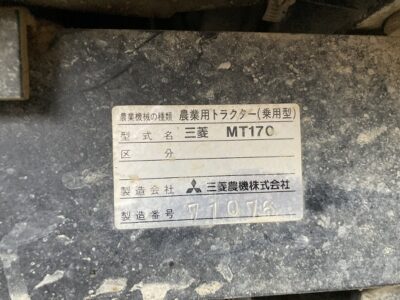 農業機械の種類 農業用トラクター(乗用型)
型式名 三菱 MT170
区分
製造会社 三菱農機株式会社
製造番号 71076